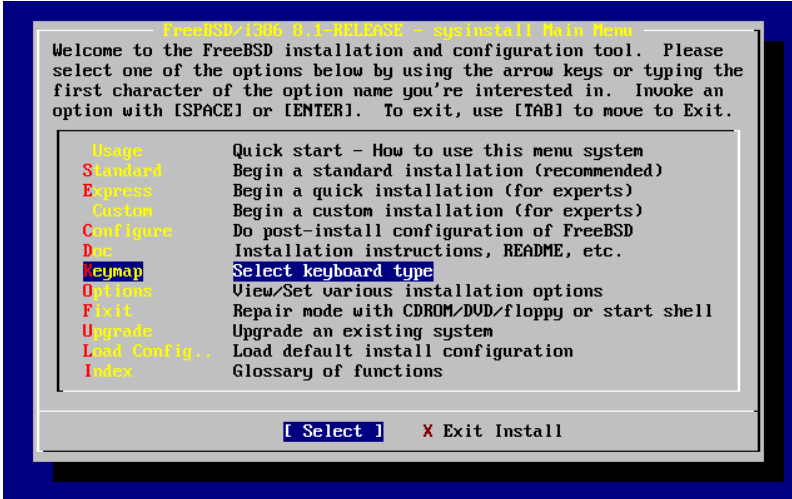 FreeBSD/i386 8.1-RELEASE - sysinstall Main Menu
Welcome to the FreeBSD installation and configuration tool.  Please
select one of the options below by using the arrow keys or typing the
first character of the option name you're interested in.  Invoke an
option with [SPACE] or [ENTER].  To exit, use [TAB] to move to Exit.
Usage Quick start - How to use this menu system
Standard Begin a standard installation (recommended)
Express Begin a quick installation (for experts)
Custom Begin a custom installation (for experts)
Configure Do post-install configuration of FreeBSD
Doc Installation instructions, README, etc.
Keymap Select keyboard type
Options View/Set various installation options
Fixit Repair mode with CDROM/DVD/floppy or start shell
Upgrade Upgrade an existing system
Load Config.. Load default install configuration
Index Glossary of functions
[ Select ] X Exit Install